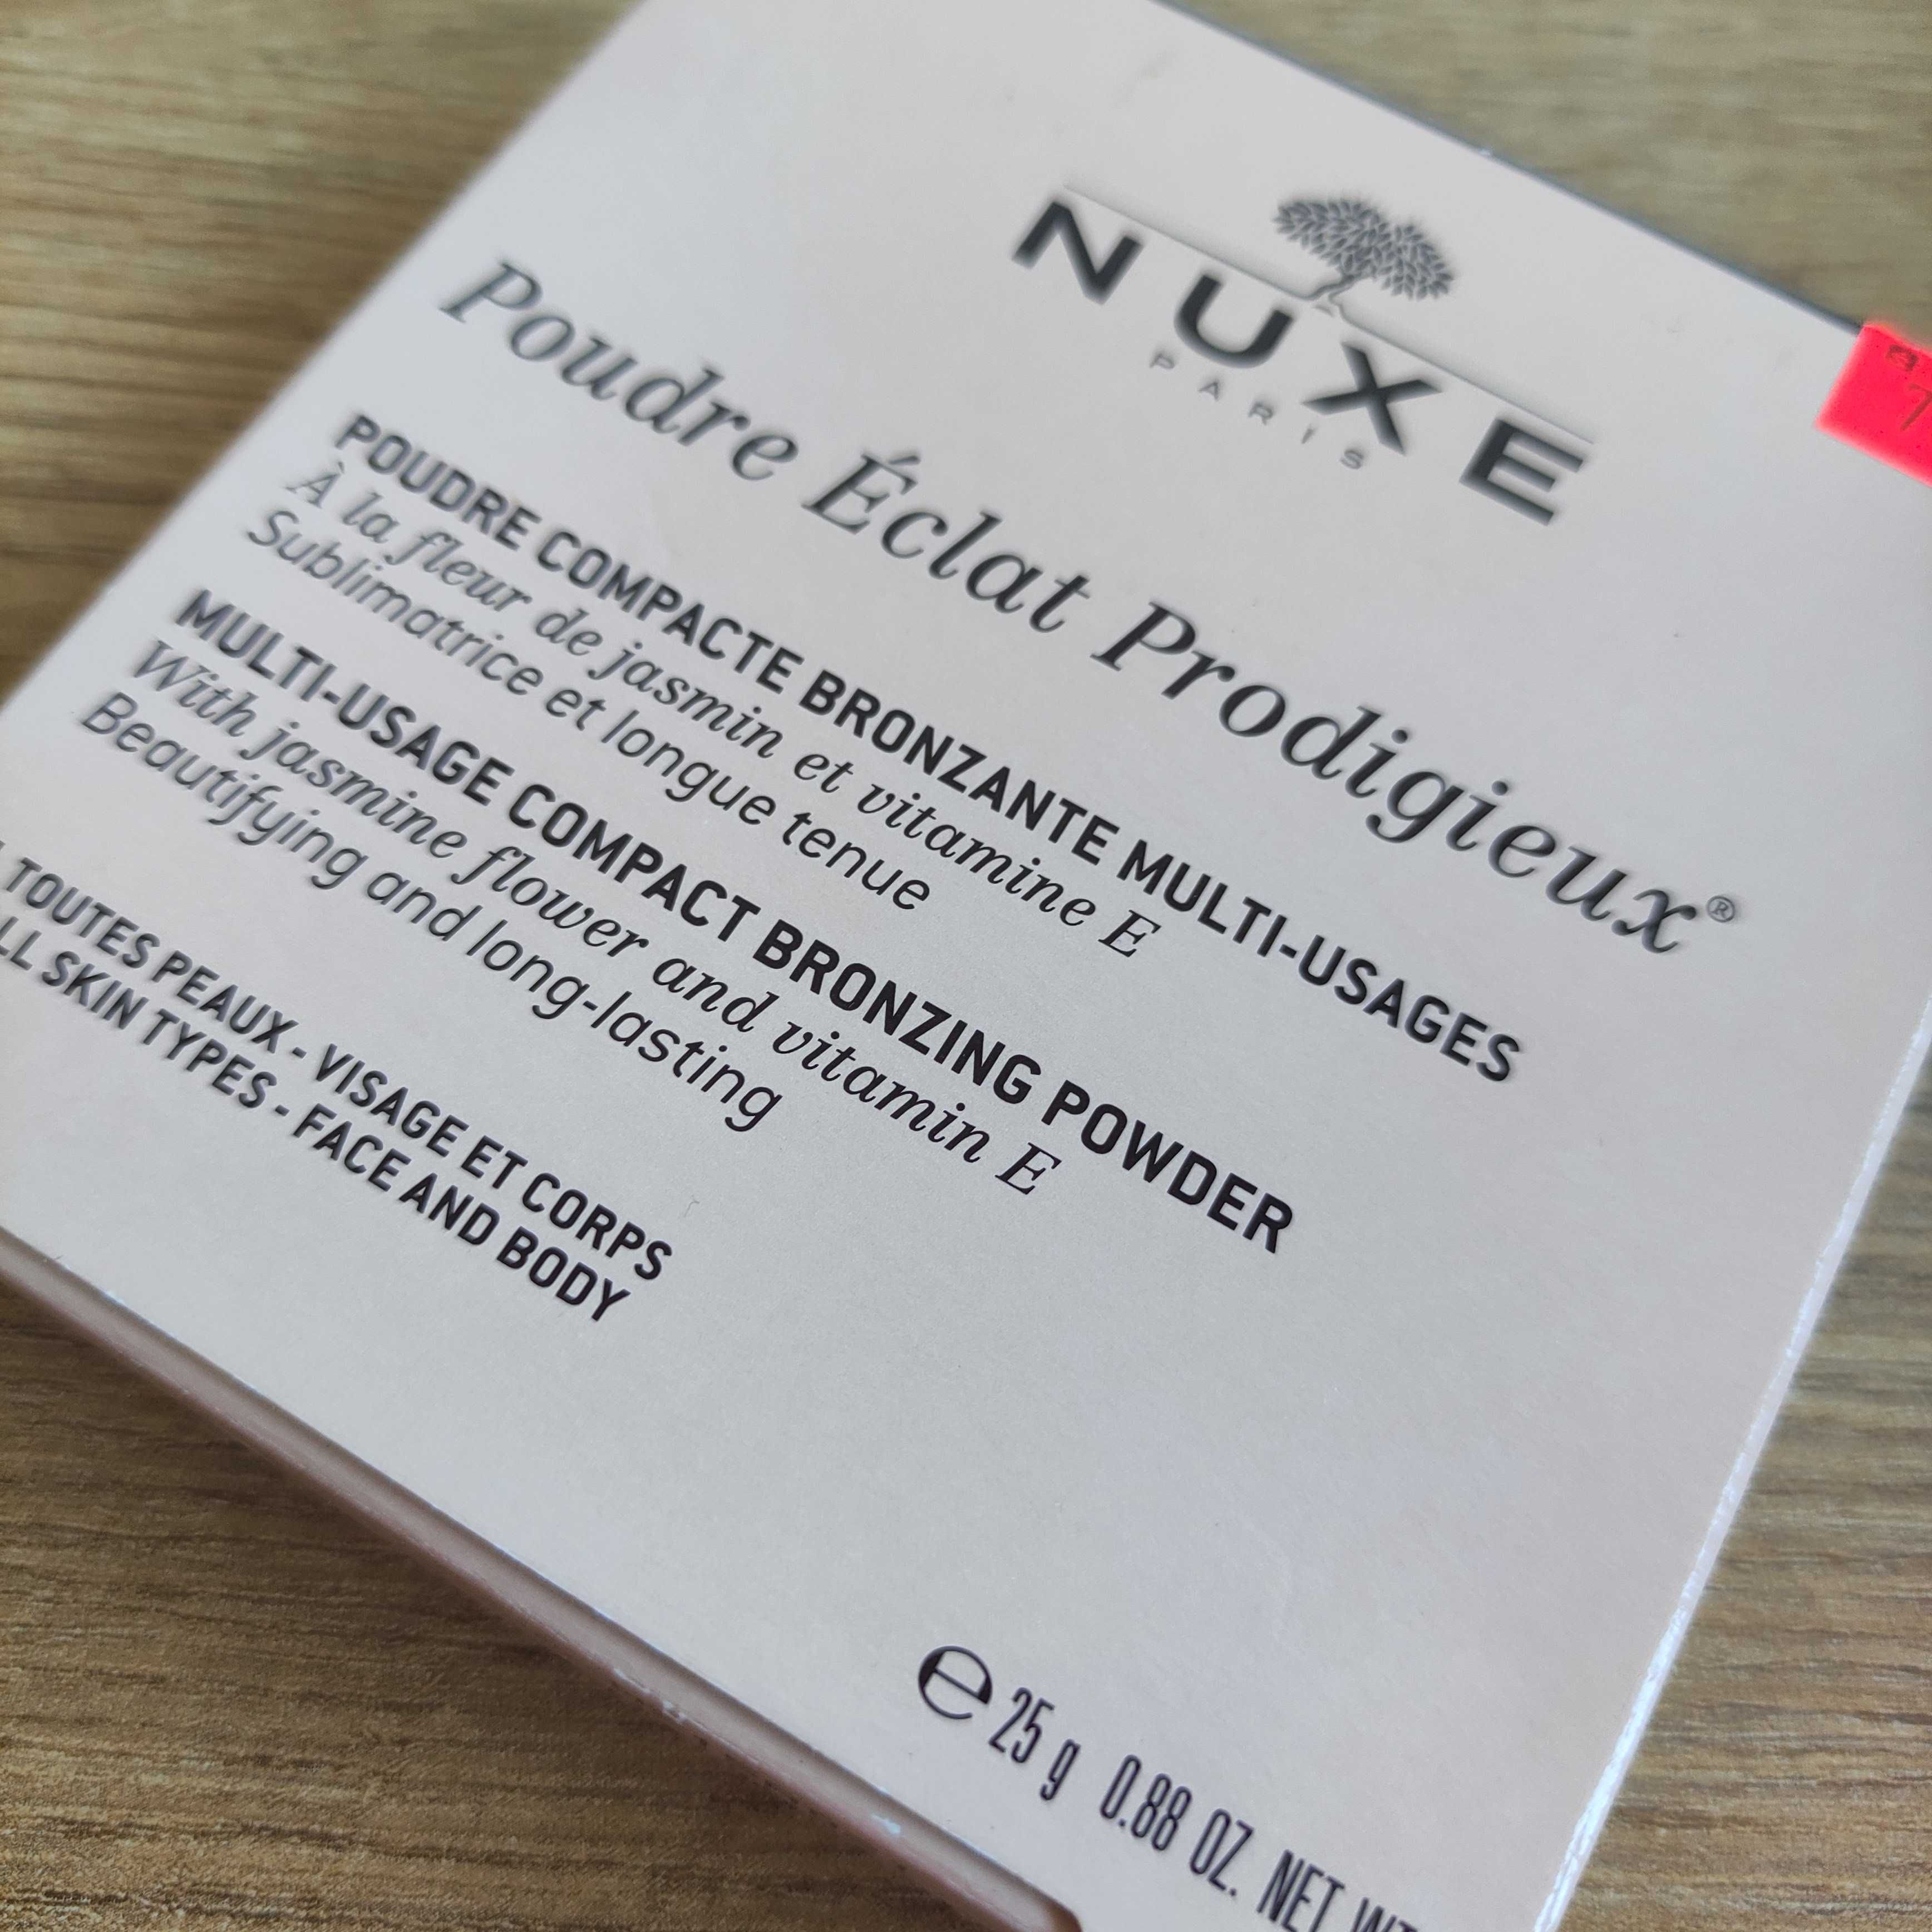 NUXE
PARIS
Poudre Éclat Prodigieux®
POUDRE COMPACTE BRONZANTE MULTI-USAGES
À la fleur de jasmin et vitamine E
Sublimatrice et longue tenue
MULTI-USAGE COMPACT BRONZING POWDER
With jasmine flower and vitamin E
Beautifying and long-lasting
TOUTES PEAUX - VISAGE ET CORPS
SKIN TYPES - FACE AND BODY
℮ 25 g 0.88 OZ. NET